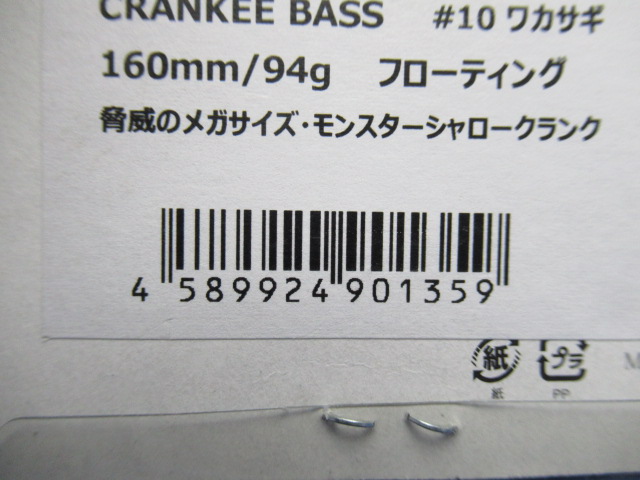 CRANKEE BASS #10 ワカサギ
160mm/94g フローティング
脅威のメガサイズ・モンスターシャロークランク
4 589924 901359
紙 プラ M
紙 PP